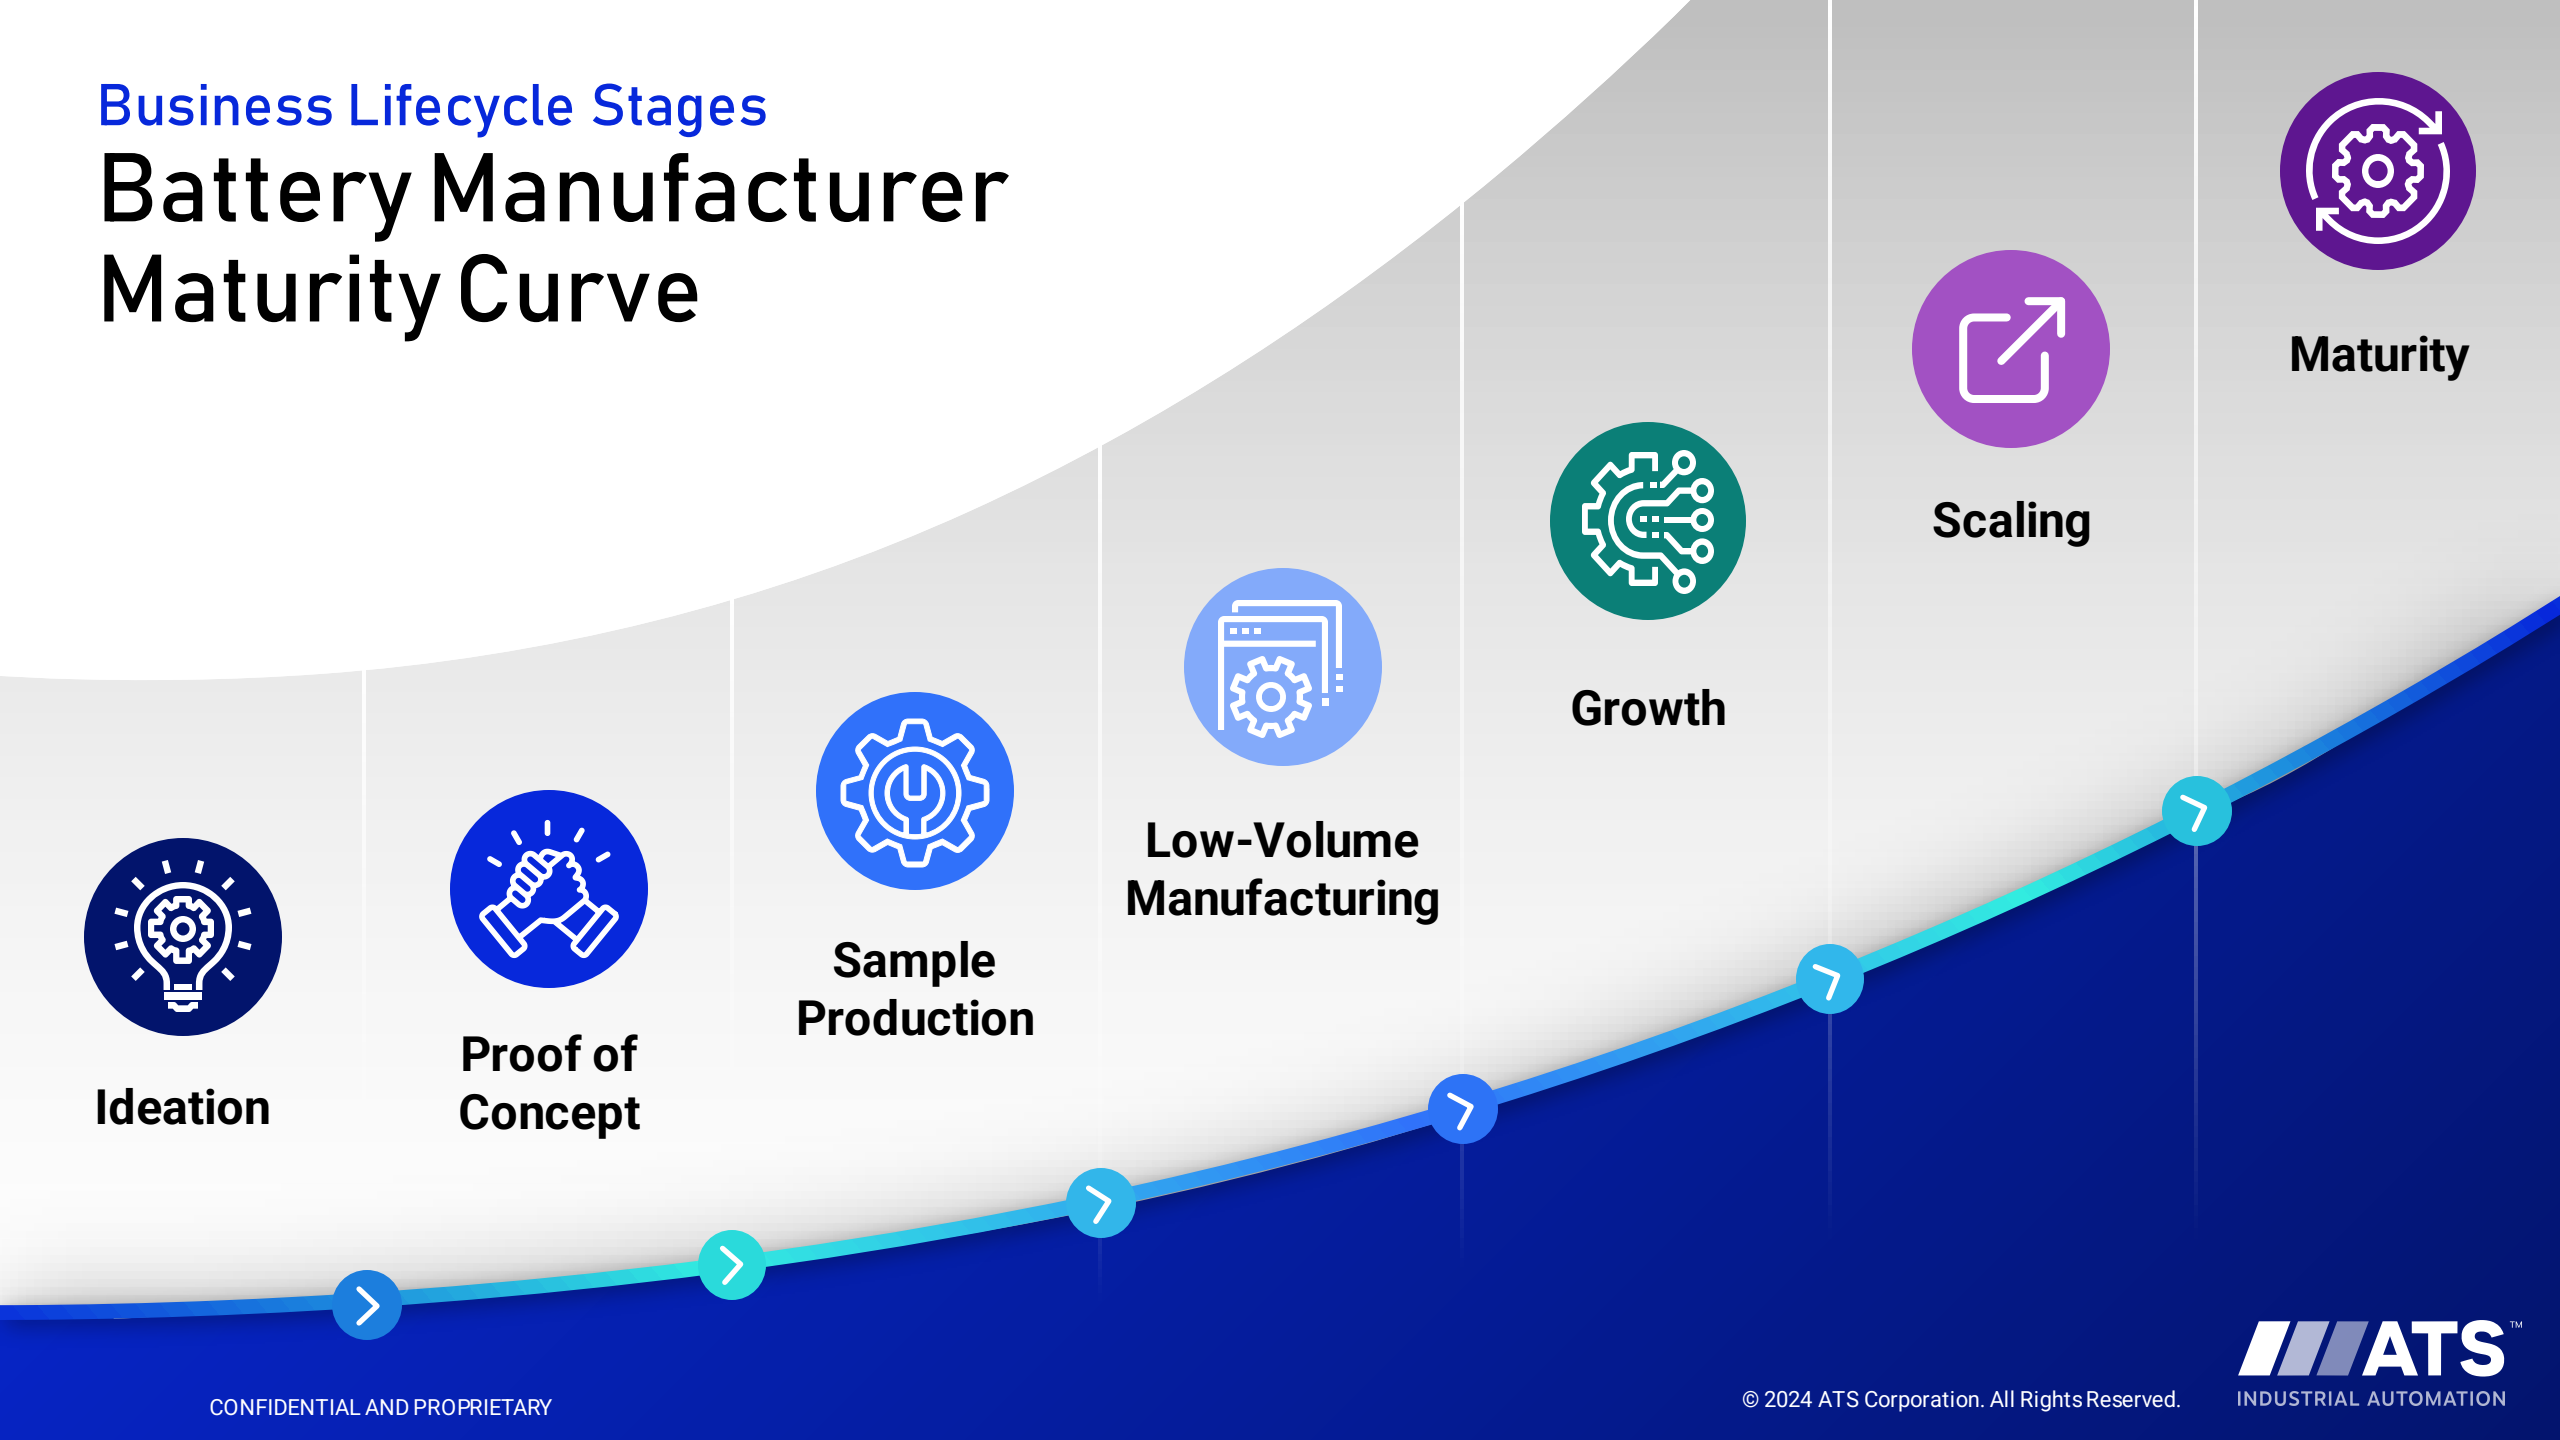 Business Lifecycle Stages
Battery Manufacturer
Maturity Curve
Ideation
Proof of
Concept
Sample
Production
Low-Volume
Manufacturing
Growth
Scaling
Maturity
CONFIDENTIAL AND PROPRIETARY
© 2024 ATS Corporation. All Rights Reserved.
ATS™
INDUSTRIAL AUTOMATION